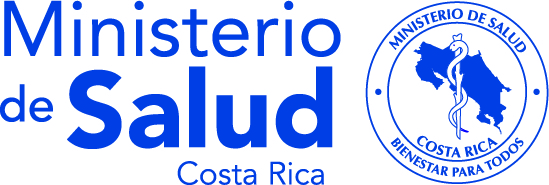 Ministerio
de Salud
Costa Rica
MINISTERIO DE SALUD
COSTA RICA
BIENESTAR PARA TODOS